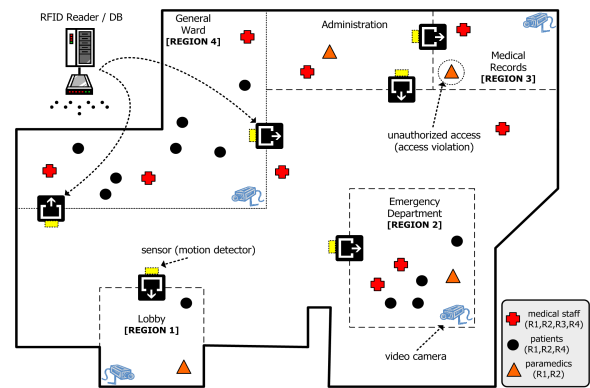 RFID Reader / DB
General
Ward
[REGION 4]
Administration
Medical
Records
[REGION 3]
unauthorized access
(access violation)
Emergency
Department
[REGION 2]
sensor (motion detector)
Lobby
[REGION 1]
video camera
medical staff
(R1,R2,R3,R4)
patients
(R1,R2,R4)
paramedics
(R1,R2)